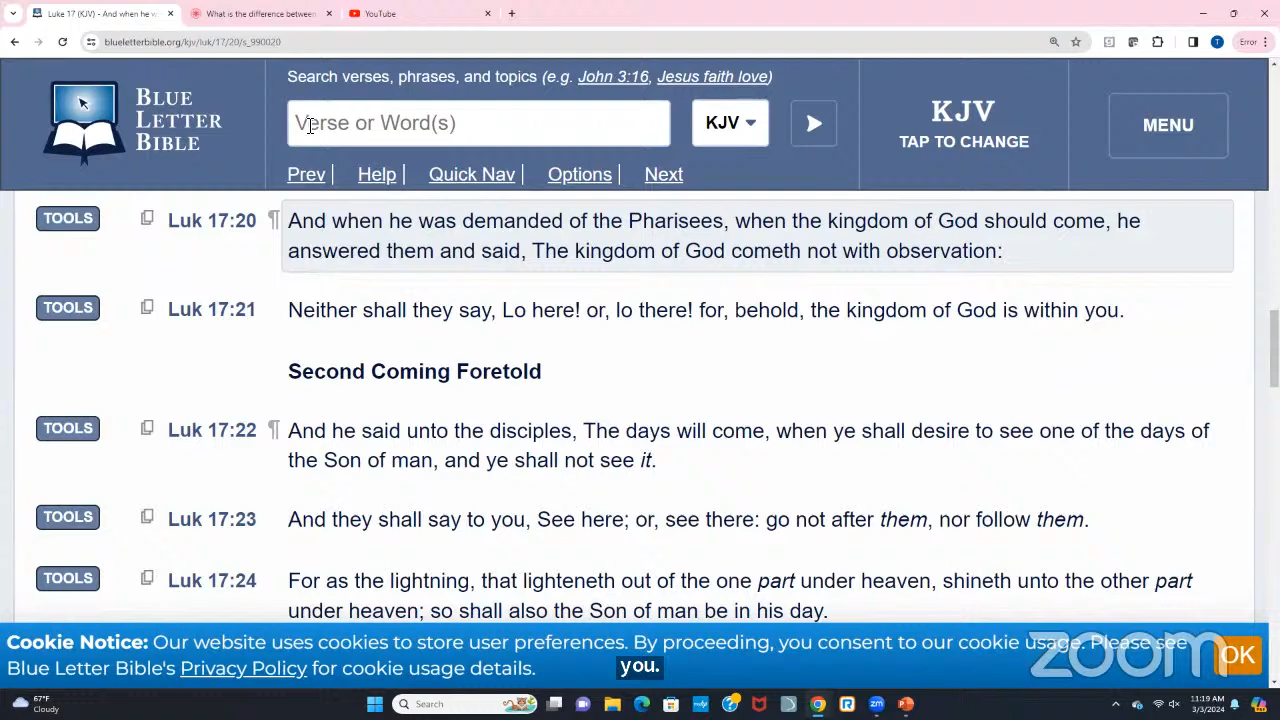 Luke 17 (KJV) - And when he w
What is the difference between
YouTube
blueletterbible.org/kjv/luk/17/20/s_990020
T
Error
BLUE
LETTER
BIBLE
Search verses, phrases, and topics (e.g. John 3:16, Jesus faith love)
Verse or Word(s)
KJV
KJV
TAP TO CHANGE
MENU
Prev | Help | Quick Nav | Options | Next
TOOLS Luk 17:20 ¶ And when he was demanded of the Pharisees, when the kingdom of God should come, he
answered them and said, The kingdom of God cometh not with observation:
TOOLS Luk 17:21 Neither shall they say, Lo here! or, lo there! for, behold, the kingdom of God is within you.
Second Coming Foretold
TOOLS Luk 17:22 ¶ And he said unto the disciples, The days will come, when ye shall desire to see one of the days of
the Son of man, and ye shall not see it.
TOOLS Luk 17:23 And they shall say to you, See here; or, see there: go not after them, nor follow them.
TOOLS Luk 17:24 For as the lightning, that lighteneth out of the one part under heaven, shineth unto the other part
under heaven; so shall also the Son of man be in his day.
Cookie Notice: Our website uses cookies to store user preferences. By proceeding, you consent to our cookie usage. Please see
Blue Letter Bible's Privacy Policy for cookie usage details.
OK
zoom
you.
67°F
Cloudy
Search
11:19 AM
3/3/2024